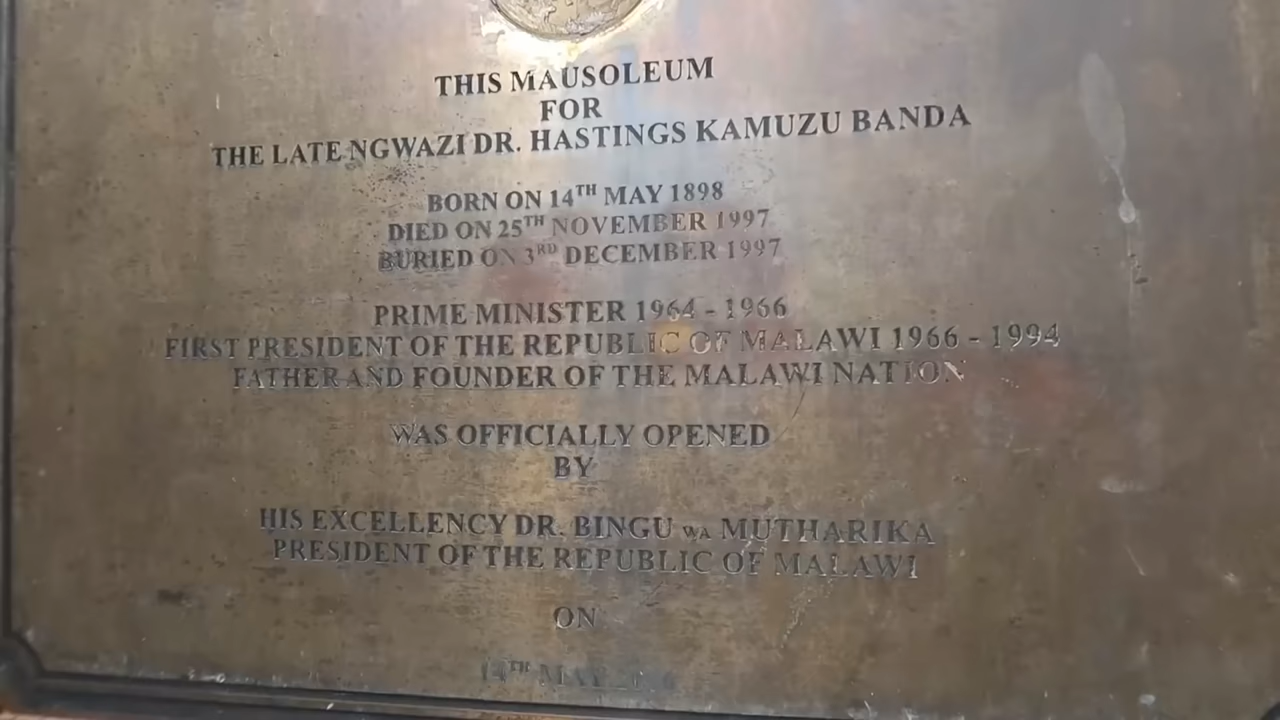 THIS MAUSOLEUM
FOR
THE LATE NGWAZI DR. HASTINGS KAMUZU BANDA
BORN ON 14TH MAY 1898
DIED ON 25TH NOVEMBER 1997
BURIED ON 3RD DECEMBER 1997
PRIME MINISTER 1964 - 1966
FIRST PRESIDENT OF THE REPUBLIC OF MALAWI 1966 - 1994
FATHER AND FOUNDER OF THE MALAWI NATION
WAS OFFICIALLY OPENED
BY
HIS EXCELLENCY DR. BINGU WA MUTHARIKA
PRESIDENT OF THE REPUBLIC OF MALAWI
ON
14TH MAY